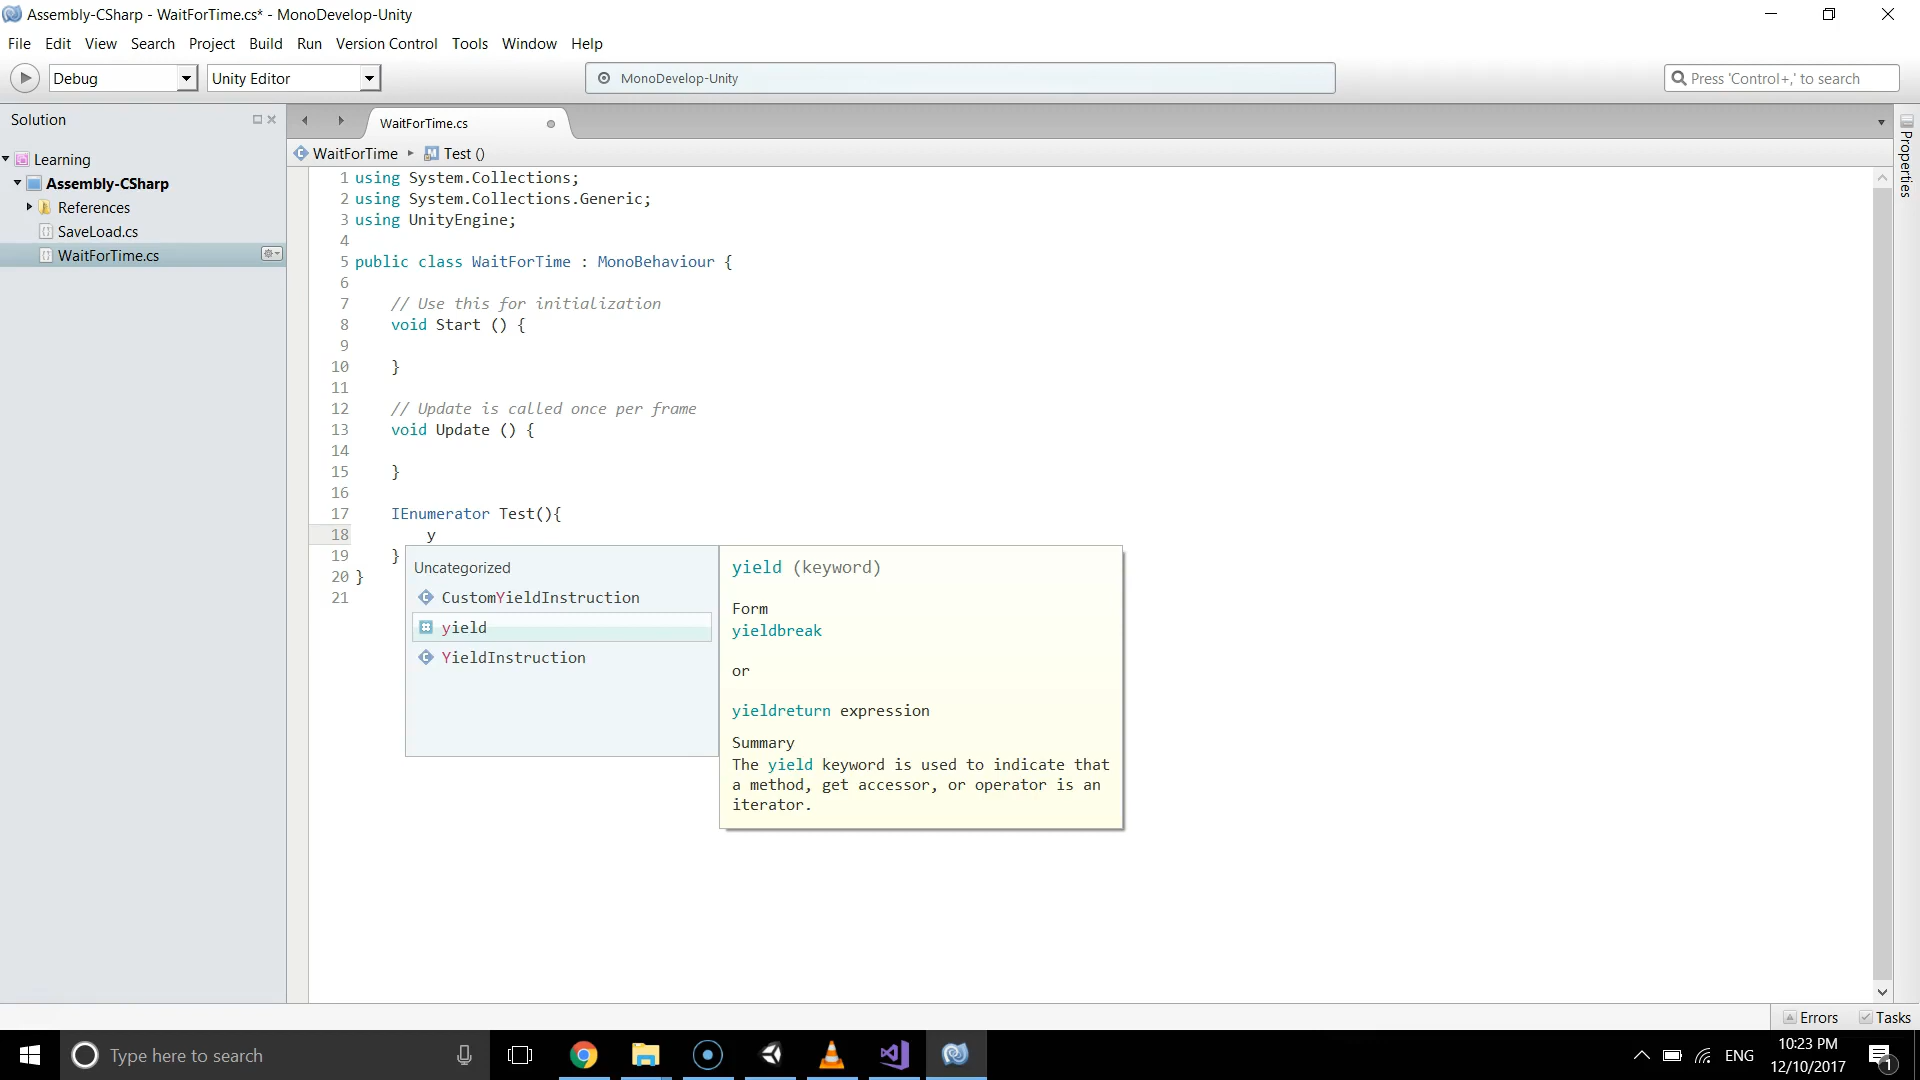 Assembly-CSharp - WaitForTime.cs* - MonoDevelop-Unity
File Edit View Search Project Build Run Version Control Tools Window Help
Debug Unity Editor MonoDevelop-Unity Press 'Control+,' to search
Solution
Learning
Assembly-CSharp
References
SaveLoad.cs
WaitForTime.cs
WaitForTime.cs
WaitForTime Test ()
1 using System.Collections;
2 using System.Collections.Generic;
3 using UnityEngine;
4
5 public class WaitForTime : MonoBehaviour {
6
7 // Use this for initialization
8 void Start () {
9
10 }
11
12 // Update is called once per frame
13 void Update () {
14
15 }
16
17 IEnumerator Test(){
18 y
19 }
20 }
21
Uncategorized
CustomYieldInstruction
yield
YieldInstruction
yield (keyword)
Form
yieldbreak
or
yieldreturn expression
Summary
The yield keyword is used to indicate that
a method, get accessor, or operator is an
iterator.
Properties
Errors Tasks
Type here to search
ENG
10:23 PM
12/10/2017
1